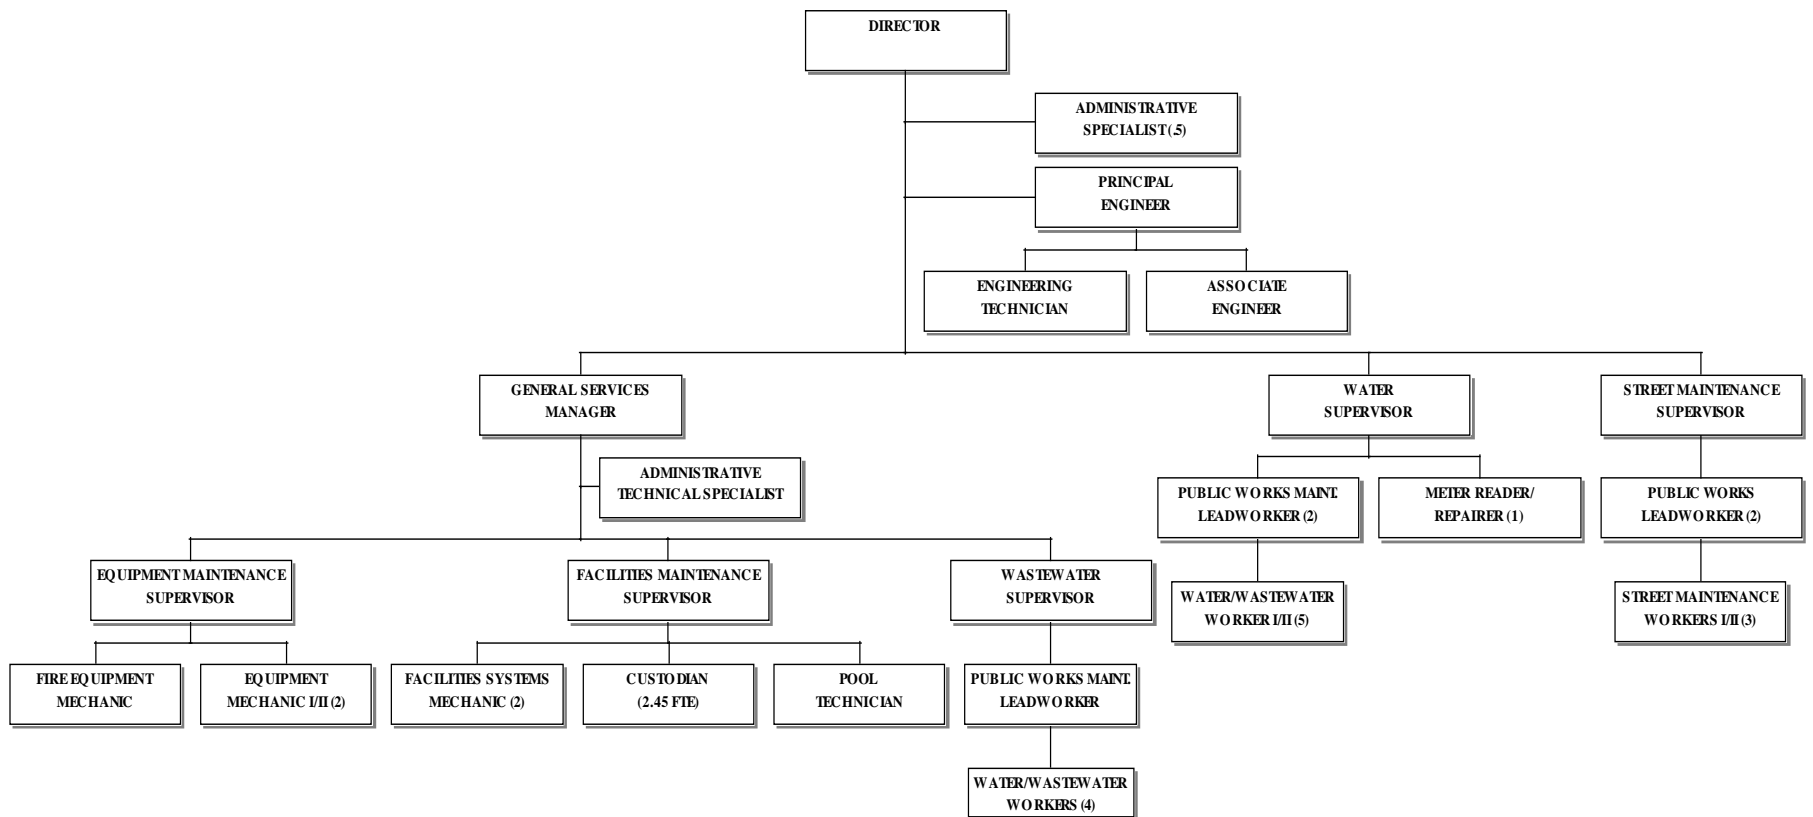 DIRECTOR
ADMINISTRATIVE
SPECIALIST (.5)
PRINCIPAL
ENGINEER
ENGINEERING
TECHNICIAN
ASSOCIATE
ENGINEER
GENERAL SERVICES
MANAGER
WATER
SUPERVISOR
STREET MAINTENANCE
SUPERVISOR
ADMINISTRATIVE
TECHNICAL SPECIALIST
PUBLIC WORKS MAINT.
LEADWORKER (2)
METER READER/
REPAIRER (1)
PUBLIC WORKS
LEADWORKER (2)
EQUIPMENT MAINTENANCE
SUPERVISOR
FACILITIES MAINTENANCE
SUPERVISOR
WASTEWATER
SUPERVISOR
WATER/WASTEWATER
WORKER I/II (5)
STREET MAINTENANCE
WORKERS I/II (3)
FIRE EQUIPMENT
MECHANIC
EQUIPMENT
MECHANIC I/II (2)
FACILITIES SYSTEMS
MECHANIC (2)
CUSTODIAN
(2.45 FTE)
POOL
TECHNICIAN
PUBLIC WORKS MAINT.
LEADWORKER
WATER/WASTEWATER
WORKERS (4)